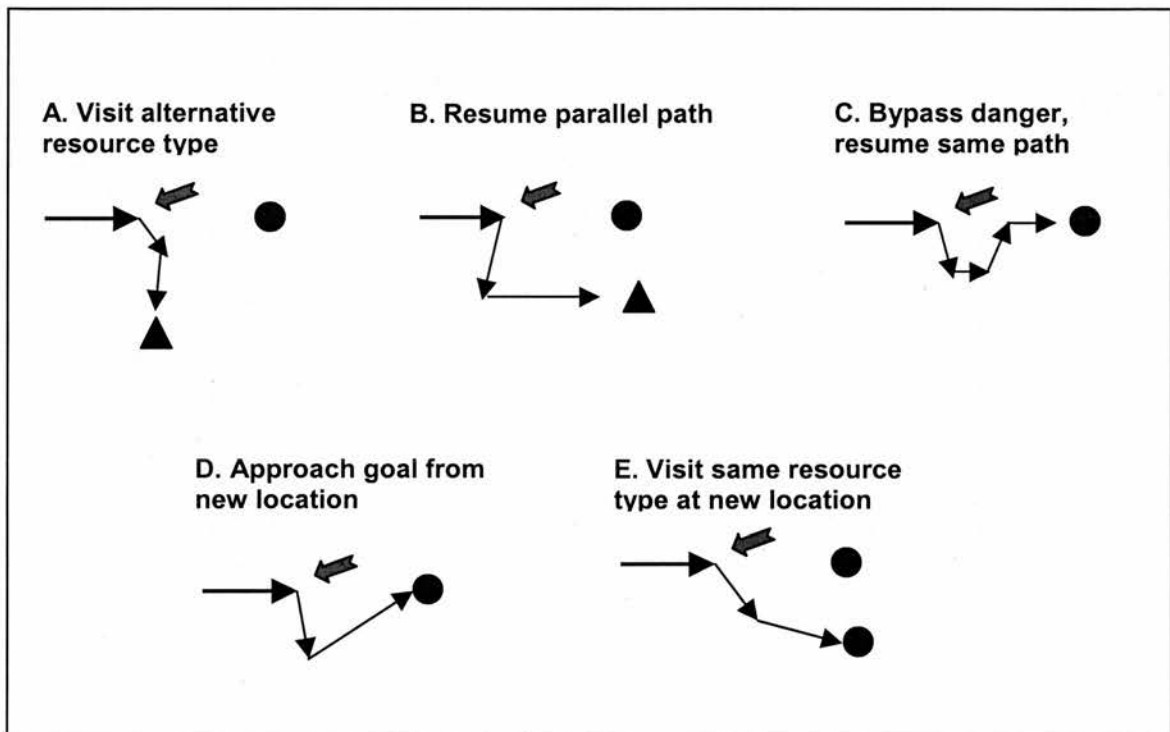 A. Visit alternative
resource type
B. Resume parallel path
C. Bypass danger,
resume same path
D. Approach goal from
new location
E. Visit same resource
type at new location